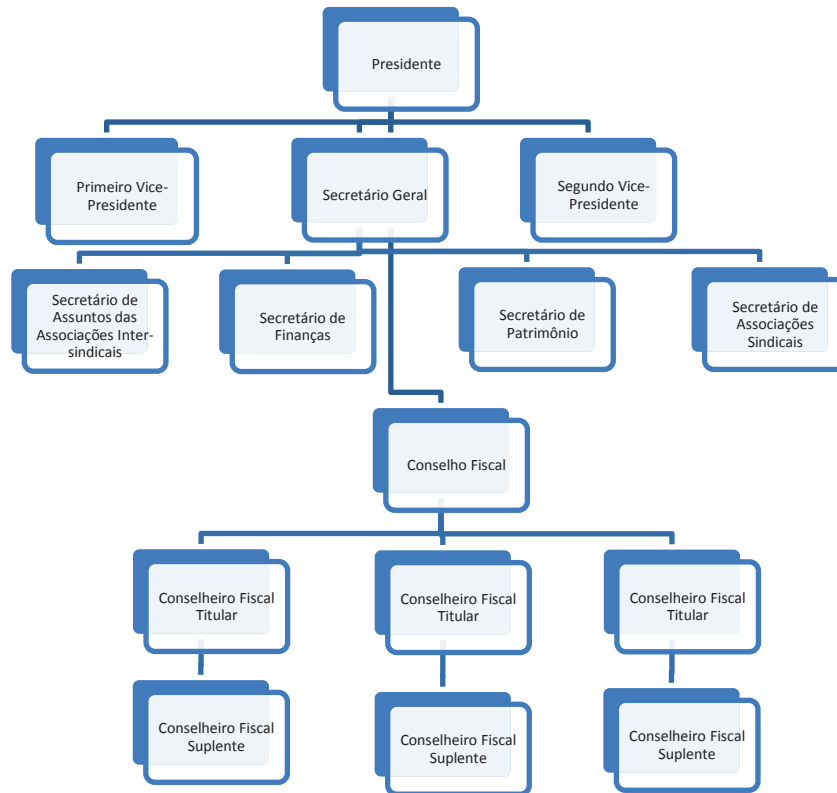 Presidente
Primeiro Vice-
Presidente
Secretário Geral
Segundo Vice-
Presidente
Secretário de
Assuntos das
Associações Inter-
sindicais
Secretário de
Finanças
Secretário de
Patrimônio
Secretário de
Associações
Sindicais
Conselho Fiscal
Conselheiro Fiscal
Titular
Conselheiro Fiscal
Titular
Conselheiro Fiscal
Titular
Conselheiro Fiscal
Suplente
Conselheiro Fiscal
Suplente
Conselheiro Fiscal
Suplente